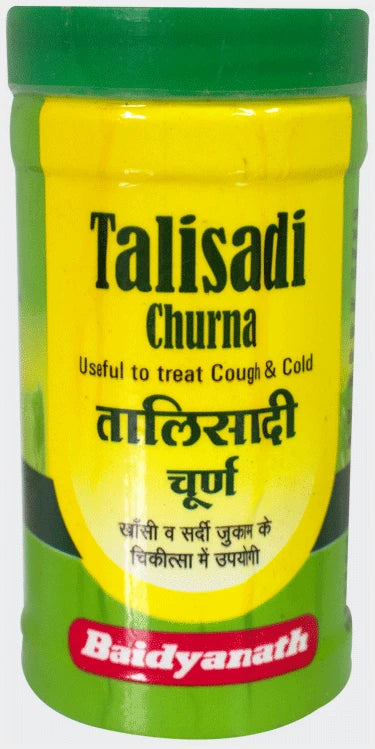 Talisadi
Churna
Useful to treat Cough & Cold
तालिसादी
चूर्ण
खाँसी व सर्दी जुकाम के
चिकीत्सा में उपयोगी
Baidyanath